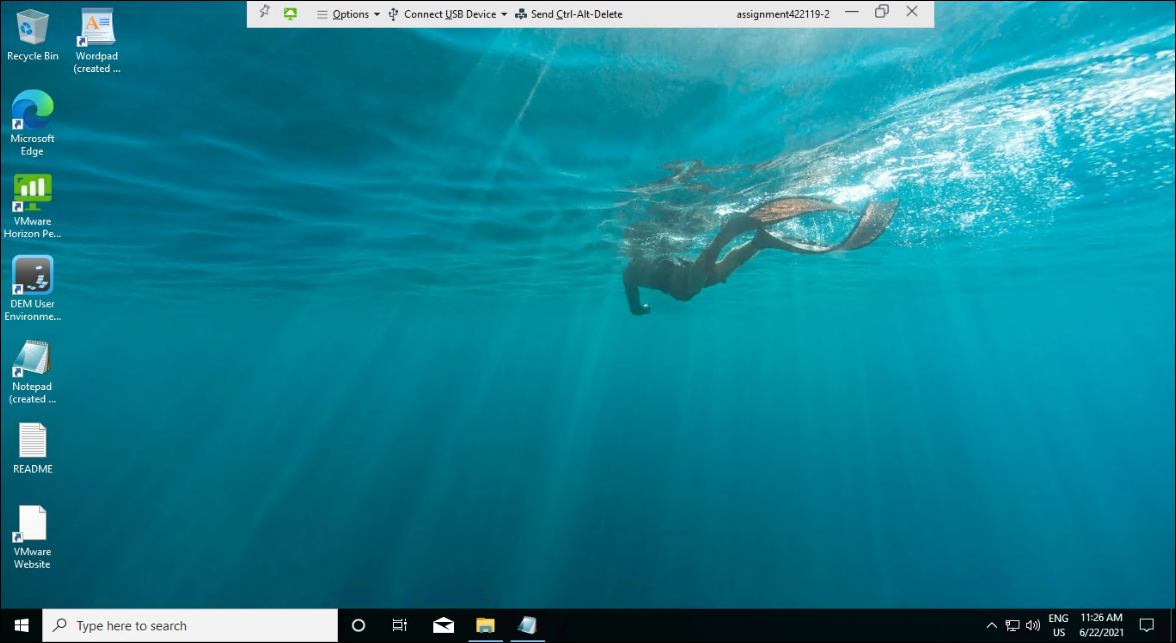 Options
Connect USB Device
Send Ctrl-Alt-Delete
assignment422119-2
Recycle Bin
Wordpad
(created ...
Microsoft
Edge
VMware
Horizon Pe...
DEM User
Environme...
Notepad
(created ...
README
VMware
Website
Type here to search
ENG
US
11:26 AM
6/22/2021